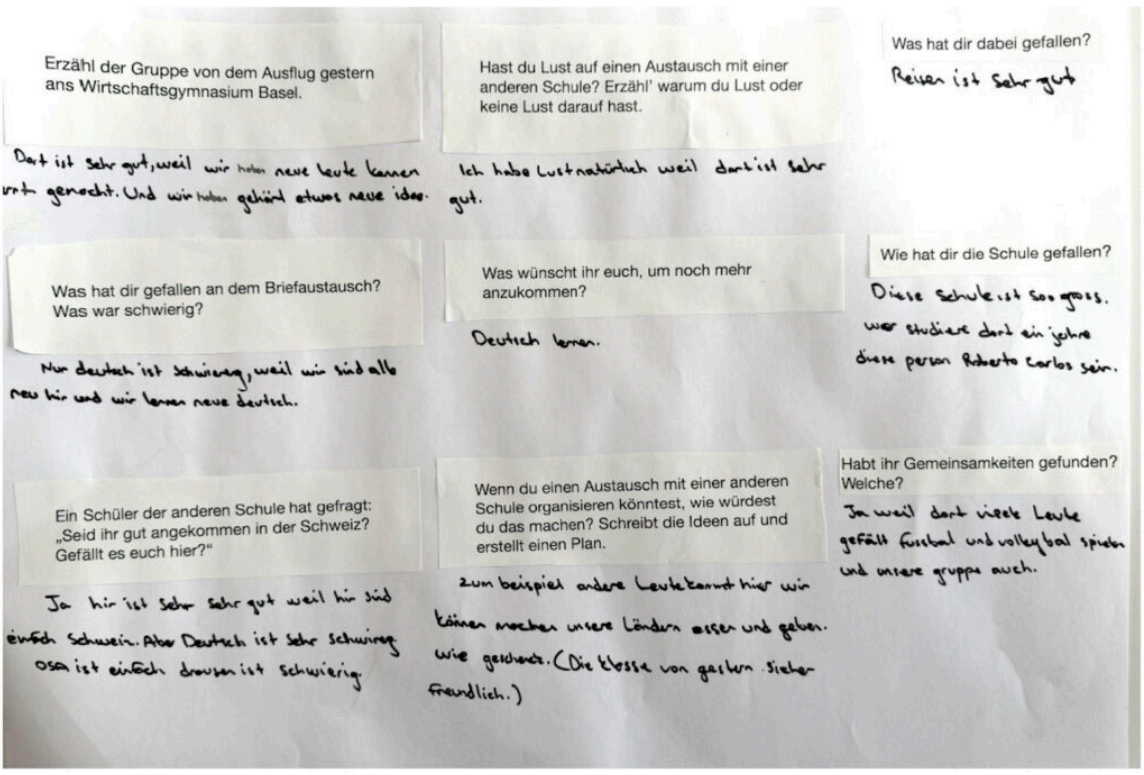 Erzähl der Gruppe von dem Ausflug gestern
ans Wirtschaftsgymnasium Basel.
Dort ist sehr gut, weil wir haben neue leute kennen
gemacht. Und wir haben gehört etwas neue idee.
Hast du Lust auf einen Austausch mit einer
anderen Schule? Erzähl' warum du Lust oder
keine Lust darauf hast.
Ich habe Lust natürlich weil dort ist sehr
gut.
Was hat dir dabei gefallen?
Reisen ist sehr gut
Was hat dir gefallen an dem Briefaustausch?
Was war schwierig?
Nur deutsch ist schwiereg, weil wir sind alle
neu hir und wir lernen neue deutsch.
Was wünscht ihr euch, um noch mehr
anzukommen?
Deutsch lernen.
Wie hat dir die Schule gefallen?
Diese Schule ist soo gross.
wer studiere dort ein jahre
diese person Roberto Carlos sein.
Ein Schüler der anderen Schule hat gefragt:
„Seid ihr gut angekommen in der Schweiz?
Gefällt es euch hier?“
Ja hir ist sehr sehr gut weil hir sind
einfach Schweiz. Aber Deutsch ist sehr schwireg
osa ist einfach drausen ist schwierig.
Wenn du einen Austausch mit einer anderen
Schule organisieren könntest, wie würdest
du das machen? Schreibt die Ideen auf und
erstellt einen Plan.
zum beispiel andere Leute kommt hier wir
können machen unsere Ländern essen und geben.
wie geschenk. (Die klasse von gestern sieher
freundlich.)
Habt ihr Gemeinsamkeiten gefunden?
Welche?
Ja weil dort viele Leute
gefält fussbal und volleybal spielen
und unsere gruppe auch.